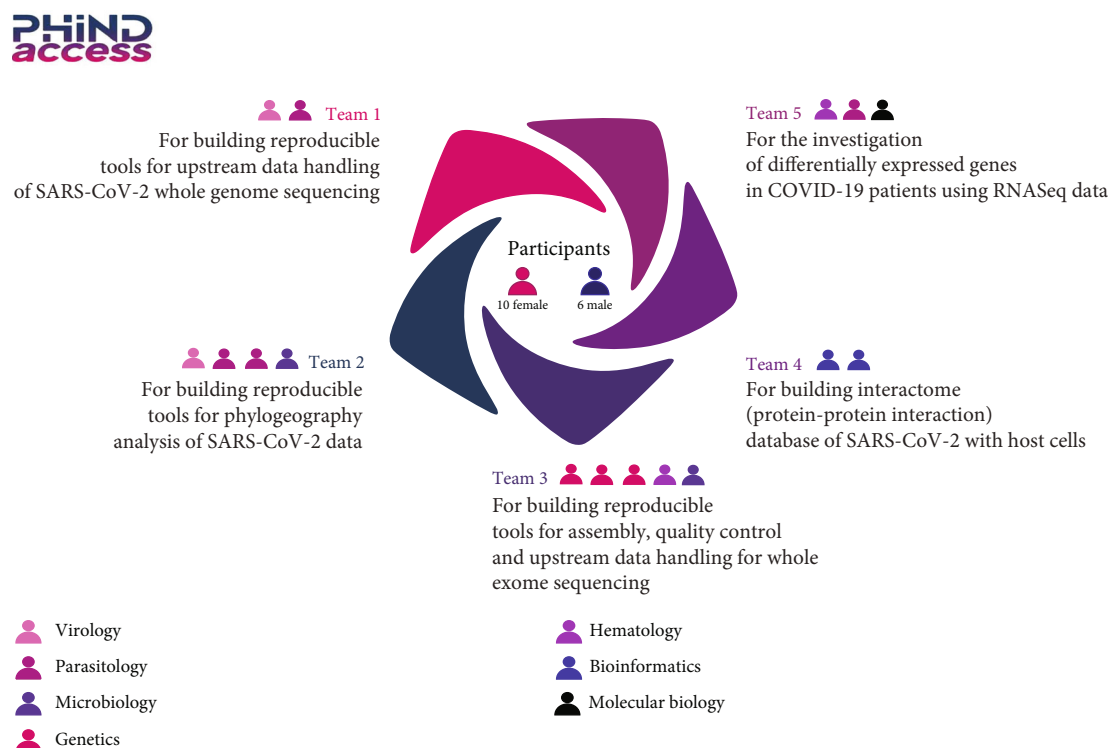 PHiND
access
Team 1
For building reproducible
tools for upstream data handling
of SARS-CoV-2 whole genome sequencing
Team 5
For the investigation
of differentially expressed genes
in COVID-19 patients using RNASeq data
Participants
10 female
6 male
Team 2
For building reproducible
tools for phylogeography
analysis of SARS-CoV-2 data
Team 4
For building interactome
(protein-protein interaction)
database of SARS-CoV-2 with host cells
Team 3
For building reproducible
tools for assembly, quality control
and upstream data handling for whole
exome sequencing
Virology
Parasitology
Microbiology
Genetics
Hematology
Bioinformatics
Molecular biology